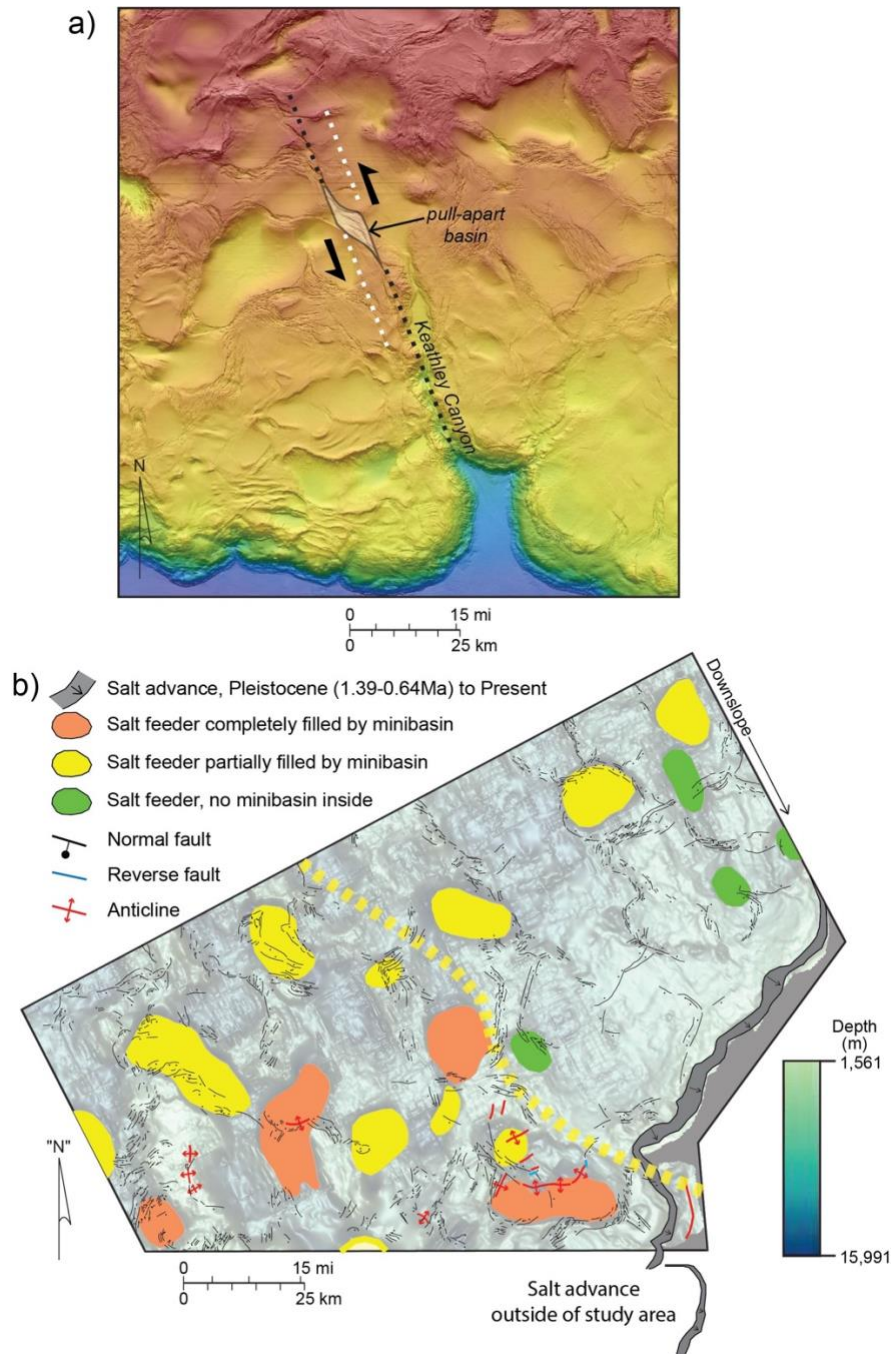 a)
pull-apart
basin
Keathley Canyon
N
0 15 mi
0 25 km
b)
Salt advance, Pleistocene (1.39-0.64Ma) to Present
Salt feeder completely filled by minibasin
Salt feeder partially filled by minibasin
Salt feeder, no minibasin inside
Normal fault
Reverse fault
Anticline
Downslope
Depth
(m)
1,561
15,991
"N"
0 15 mi
0 25 km
Salt advance
outside of study area